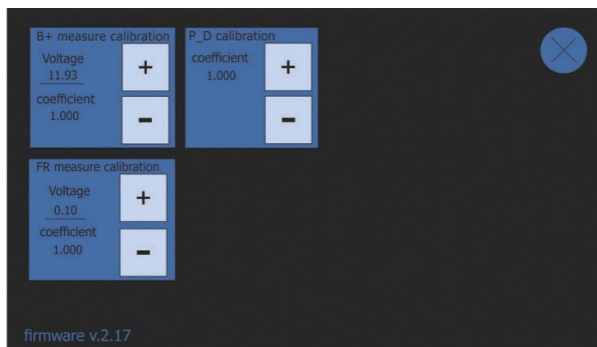 B+ measure calibration
Voltage
11.93
coefficient
1.000
+
-
P_D calibration
coefficient
1.000
+
-
FR measure calibration
Voltage
0.10
coefficient
1.000
+
-
firmware v.2.17